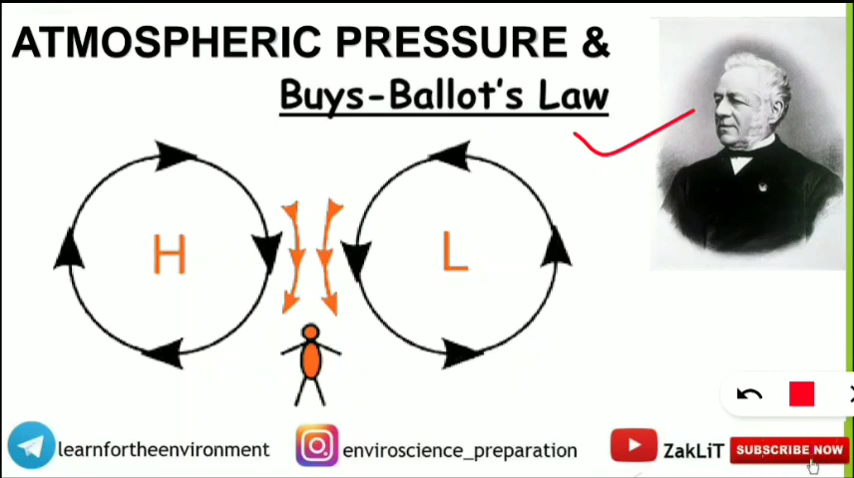 ATMOSPHERIC PRESSURE &
Buys-Ballot's Law
H
L
learnfortheenvironment
enviroscience_preparation
ZakLiT
SUBSCRIBE NOW